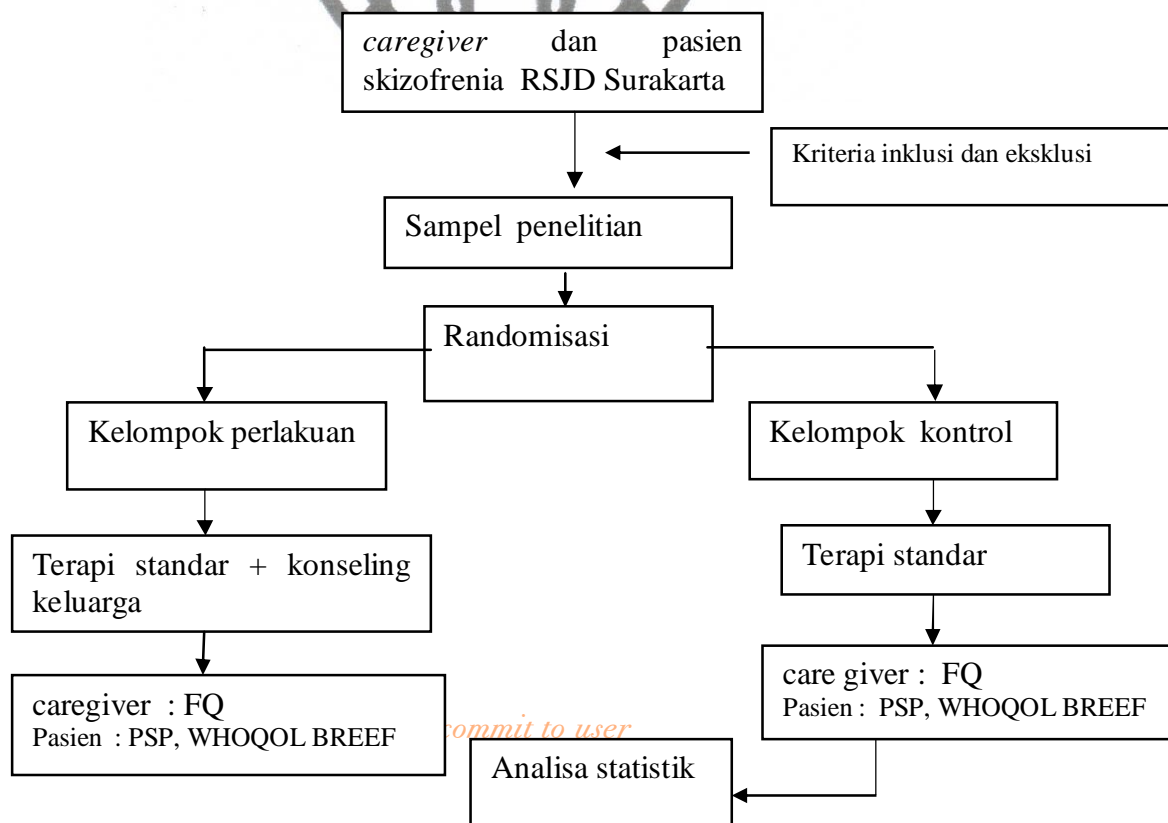 caregiver dan pasien
skizofrenia RSJD Surakarta
Kriteria inklusi dan eksklusi
Sampel penelitian
Randomisasi
Kelompok perlakuan
Kelompok kontrol
Terapi standar + konseling
keluarga
Terapi standar
caregiver : FQ
Pasien : PSP, WHOQOL BREEF
care giver : FQ
Pasien : PSP, WHOQOL BREEF
commit to user
Analisa statistik